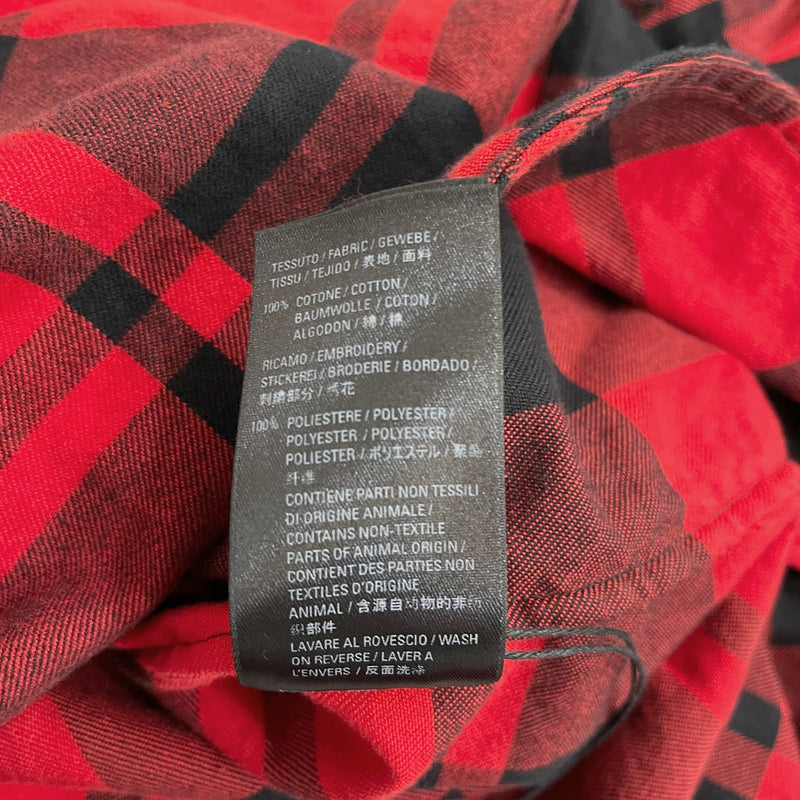 TESSUTO / FABRIC / GEWEBE /
TISSU / TEJIDO / 表地 / 面料
100% COTONE / COTTON /
BAUMWOLLE / COTON /
ALGODON / 綿 / 棉
RICAMO / EMBROIDERY /
STICKEREI / BRODERIE / BORDADO /
刺繍部分 / 绣花
100% POLIESTERE / POLYESTER /
POLYESTER / POLYESTER /
POLIESTER / ポリエステル / 聚酯
纤维
CONTIENE PARTI NON TESSILI
DI ORIGINE ANIMALE /
CONTAINS NON-TEXTILE
PARTS OF ANIMAL ORIGIN /
CONTIENT DES PARTIES NON
TEXTILES D'ORIGINE
ANIMAL / 含源自动物的非纺
织部件
LAVARE AL ROVESCIO / WASH
ON REVERSE / LAVER A
L'ENVERS / 反面洗涤